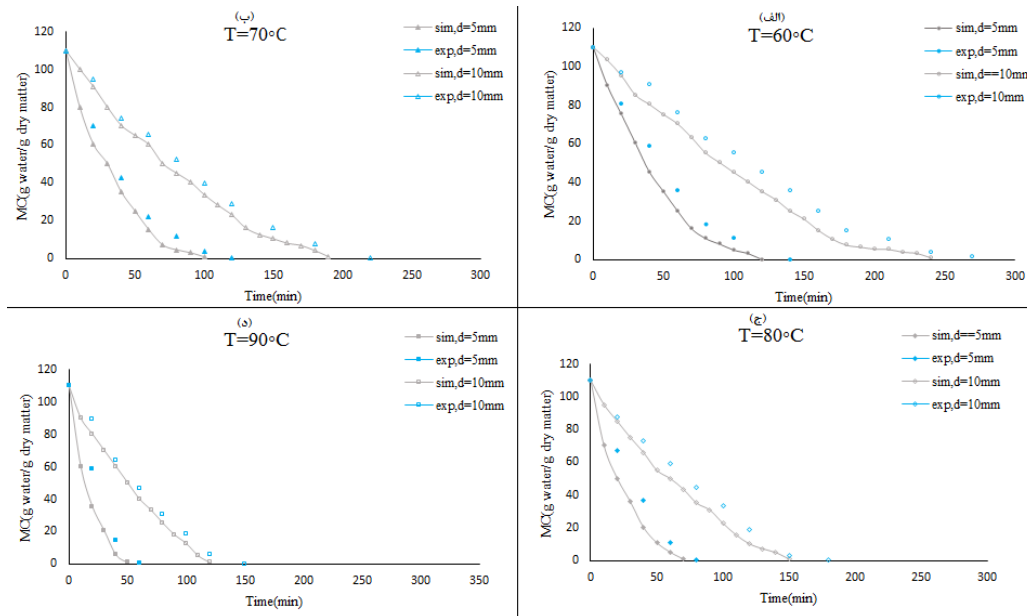 (ب)
T=70◦C
sim,d=5mm
exp,d=5mm
sim,d=10mm
exp,d=10mm
MC(g water/g dry matter)
120
100
80
60
40
20
0
0 50 100 150 200 250 300
Time(min)
(الف)
T=60◦C
sim,d=5mm
exp,d=5mm
sim,d==10mm
exp,d=10mm
MC(g water/g dry matter)
120
100
80
60
40
20
0
0 50 100 150 200 250 300
Time(min)
(د)
T=90◦C
sim,d=5mm
exp,d=5mm
sim,d=10mm
exp,d=10mm
MC(g water/g dry matter)
120
100
80
60
40
20
0
0 50 100 150 200 250 300 350
Time(min)
(ج)
T=80◦C
sim,d==5mm
exp,d=5mm
sim,d=10mm
exp,d=10mm
MC(g water/g dry matter)
120
100
80
60
40
20
0
0 50 100 150 200 250 300
Time(min)